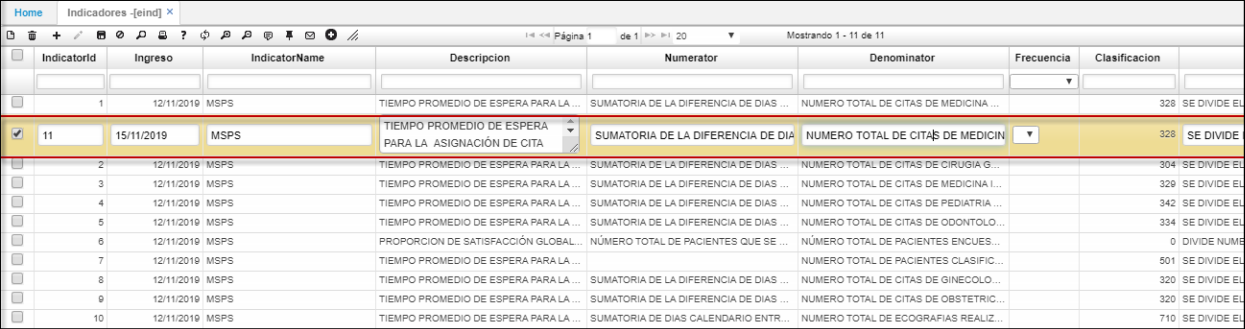 Home Indicadores -[eind] ×
Página 1 de 1 20 Mostrando 1 - 11 de 11
IndicatorId Ingreso IndicatorName Descripcion Numerator Denominator Frecuencia Clasificacion
1 12/11/2019 MSPS TIEMPO PROMEDIO DE ESPERA PARA LA ... SUMATORIA DE LA DIFERENCIA DE DIAS ... NUMERO TOTAL DE CITAS DE MEDICINA ... 328 SE DIVIDE EL
11 15/11/2019 MSPS TIEMPO PROMEDIO DE ESPERA SUMATORIA DE LA DIFERENCIA DE DIA NUMERO TOTAL DE CITAS DE MEDICIN 328 SE DIVIDE
PARA LA ASIGNACIÓN DE CITA
2 12/11/2019 MSPS TIEMPO PROMEDIO DE ESPERA PARA LA ... SUMATORIA DE LA DIFERENCIA DE DIAS ... NUMERO TOTAL DE CITAS DE CIRUGIA G... 304 SE DIVIDE EL
3 12/11/2019 MSPS TIEMPO PROMEDIO DE ESPERA PARA LA ... SUMATORIA DE LA DIFERENCIA DE DIAS ... NUMERO TOTAL DE CITAS DE MEDICINA I... 329 SE DIVIDE EL
4 12/11/2019 MSPS TIEMPO PROMEDIO DE ESPERA PARA LA ... SUMATORIA DE LA DIFERENCIA DE DIAS ... NUMERO TOTAL DE CITAS DE PEDIATRIA ... 342 SE DIVIDE EL
5 12/11/2019 MSPS TIEMPO PROMEDIO DE ESPERA PARA LA ... SUMATORIA DE LA DIFERENCIA DE DIAS ... NUMERO TOTAL DE CITAS DE ODONTOLO... 334 SE DIVIDE EL
6 12/11/2019 MSPS PROPORCION DE SATISFACCIÓN GLOBAL... NÚMERO TOTAL DE PACIENTES QUE SE ... NÚMERO TOTAL DE PACIENTES ENCUES... 0 DIVIDE NUME
7 12/11/2019 MSPS TIEMPO PROMEDIO DE ESPERA PARA LA ... NUMERO TOTAL DE PACIENTES CLASIFIC... 501 SE DIVIDE EL
8 12/11/2019 MSPS TIEMPO PROMEDIO DE ESPERA PARA LA ... SUMATORIA DE LA DIFERENCIA DE DIAS ... NUMERO TOTAL DE CITAS DE GINECOLO... 320 SE DIVIDE EL
9 12/11/2019 MSPS TIEMPO PROMEDIO DE ESPERA PARA LA ... SUMATORIA DE LA DIFERENCIA DE DIAS ... NUMERO TOTAL DE CITAS DE OBSTETRIC... 320 SE DIVIDE EL
10 12/11/2019 MSPS TIEMPO PROMEDIO DE ESPERA PARA LA ... SUMATORIA DE DIAS CALENDARIO ENTR... NUMERO TOTAL DE ECOGRAFIAS REALIZ... 710 SE DIVIDE EL